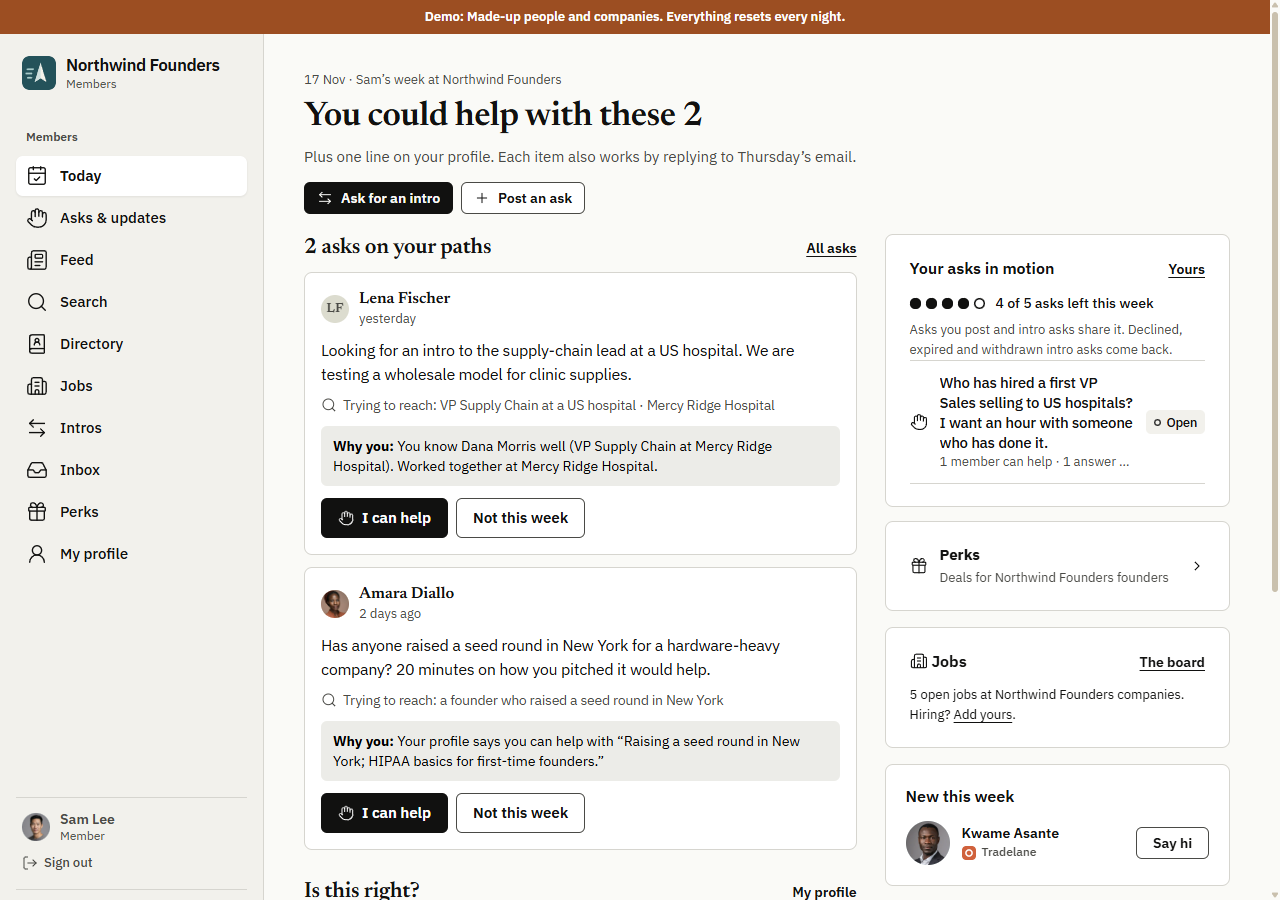 Demo: Made-up people and companies. Everything resets every night.
Northwind Founders
Members
Members
Today
Asks & updates
Feed
Search
Directory
Jobs
Intros
Inbox
Perks
My profile
Sam Lee
Member
Sign out
17 Nov · Sam’s week at Northwind Founders
You could help with these 2
Plus one line on your profile. Each item also works by replying to Thursday’s email.
Ask for an intro
Post an ask
2 asks on your paths
All asks
LF
Lena Fischer
yesterday
Looking for an intro to the supply-chain lead at a US hospital. We are
testing a wholesale model for clinic supplies.
Trying to reach: VP Supply Chain at a US hospital · Mercy Ridge Hospital
Why you: You know Dana Morris well (VP Supply Chain at Mercy Ridge
Hospital). Worked together at Mercy Ridge Hospital.
I can help
Not this week
Amara Diallo
2 days ago
Has anyone raised a seed round in New York for a hardware-heavy
company? 20 minutes on how you pitched it would help.
Trying to reach: a founder who raised a seed round in New York
Why you: Your profile says you can help with “Raising a seed round in New
York; HIPAA basics for first-time founders.”
I can help
Not this week
Is this right?
My profile
Your asks in motion
Yours
4 of 5 asks left this week
Asks you post and intro asks share it. Declined,
expired and withdrawn intro asks come back.
Who has hired a first VP
Sales selling to US hospitals?
I want an hour with someone
who has done it.
1 member can help · 1 answer ...
Open
Perks
Deals for Northwind Founders founders
Jobs
The board
5 open jobs at Northwind Founders companies.
Hiring? Add yours.
New this week
Kwame Asante
Tradelane
Say hi